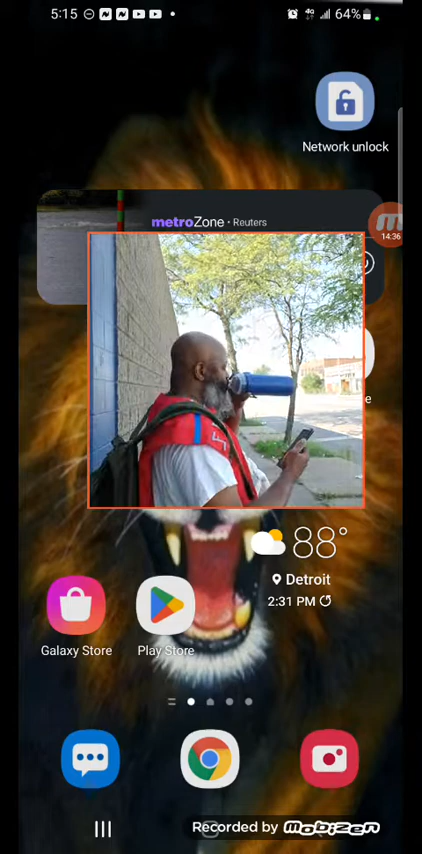 5:15
4G
64%
Network unlock
metroZone • Reuters
14:36
e
88°
Detroit
2:31 PM
Galaxy Store
Play Store
Recorded by Mobizen